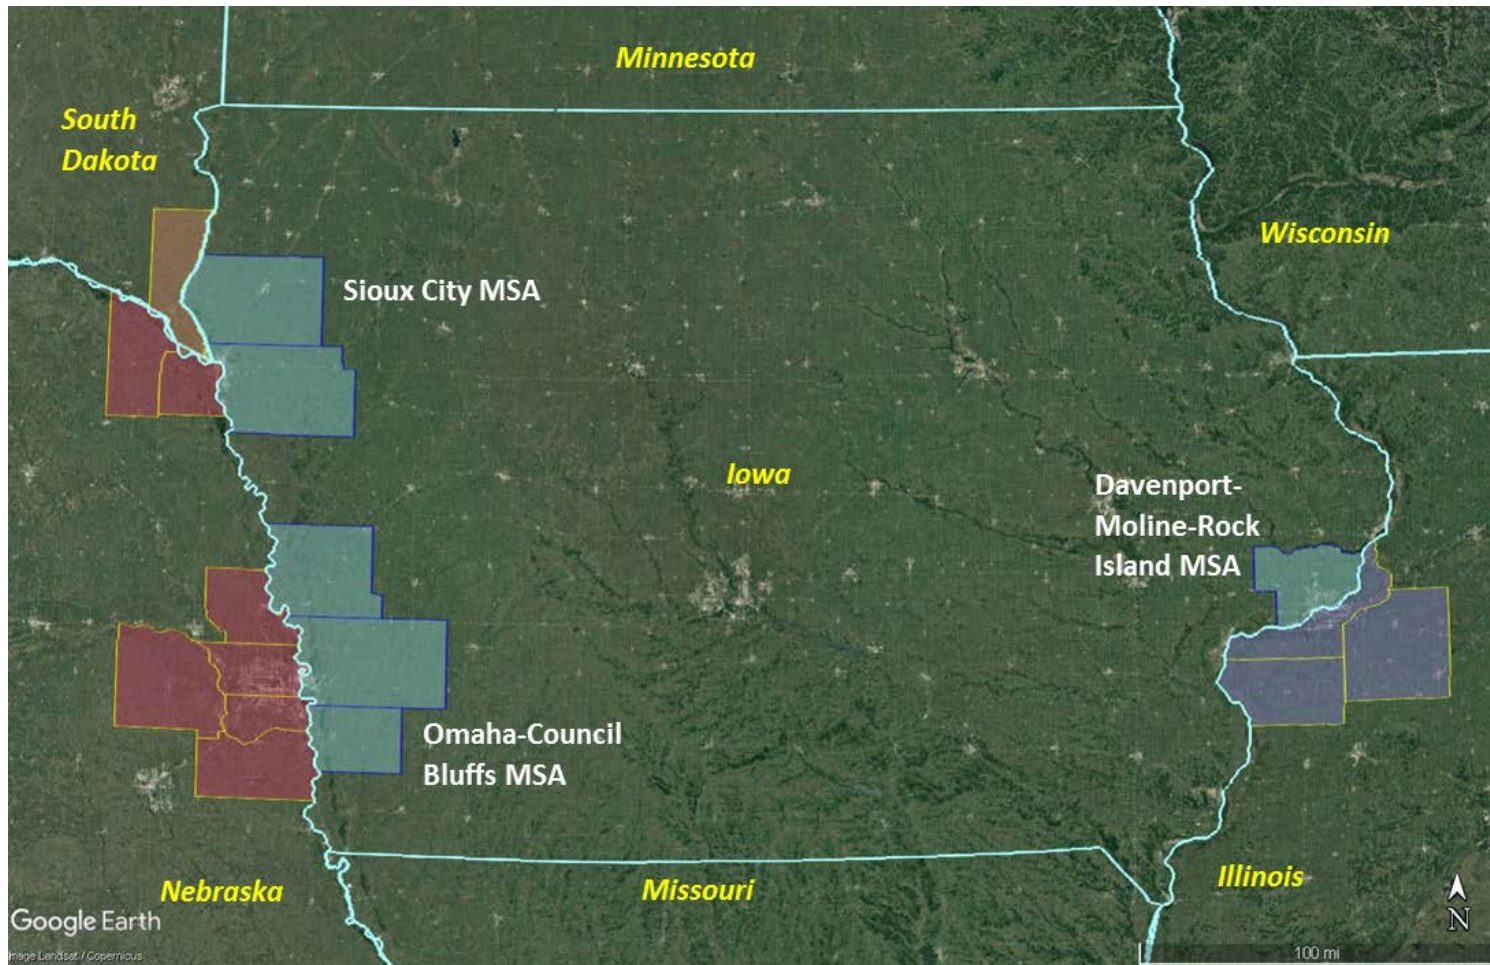 Minnesota
South
Dakota
Wisconsin
Sioux City MSA
Iowa
Davenport-
Moline-Rock
Island MSA
Omaha-Council
Bluffs MSA
Nebraska
Missouri
Illinois
N
Google Earth
mage Landsat / Copernicus
100 mi